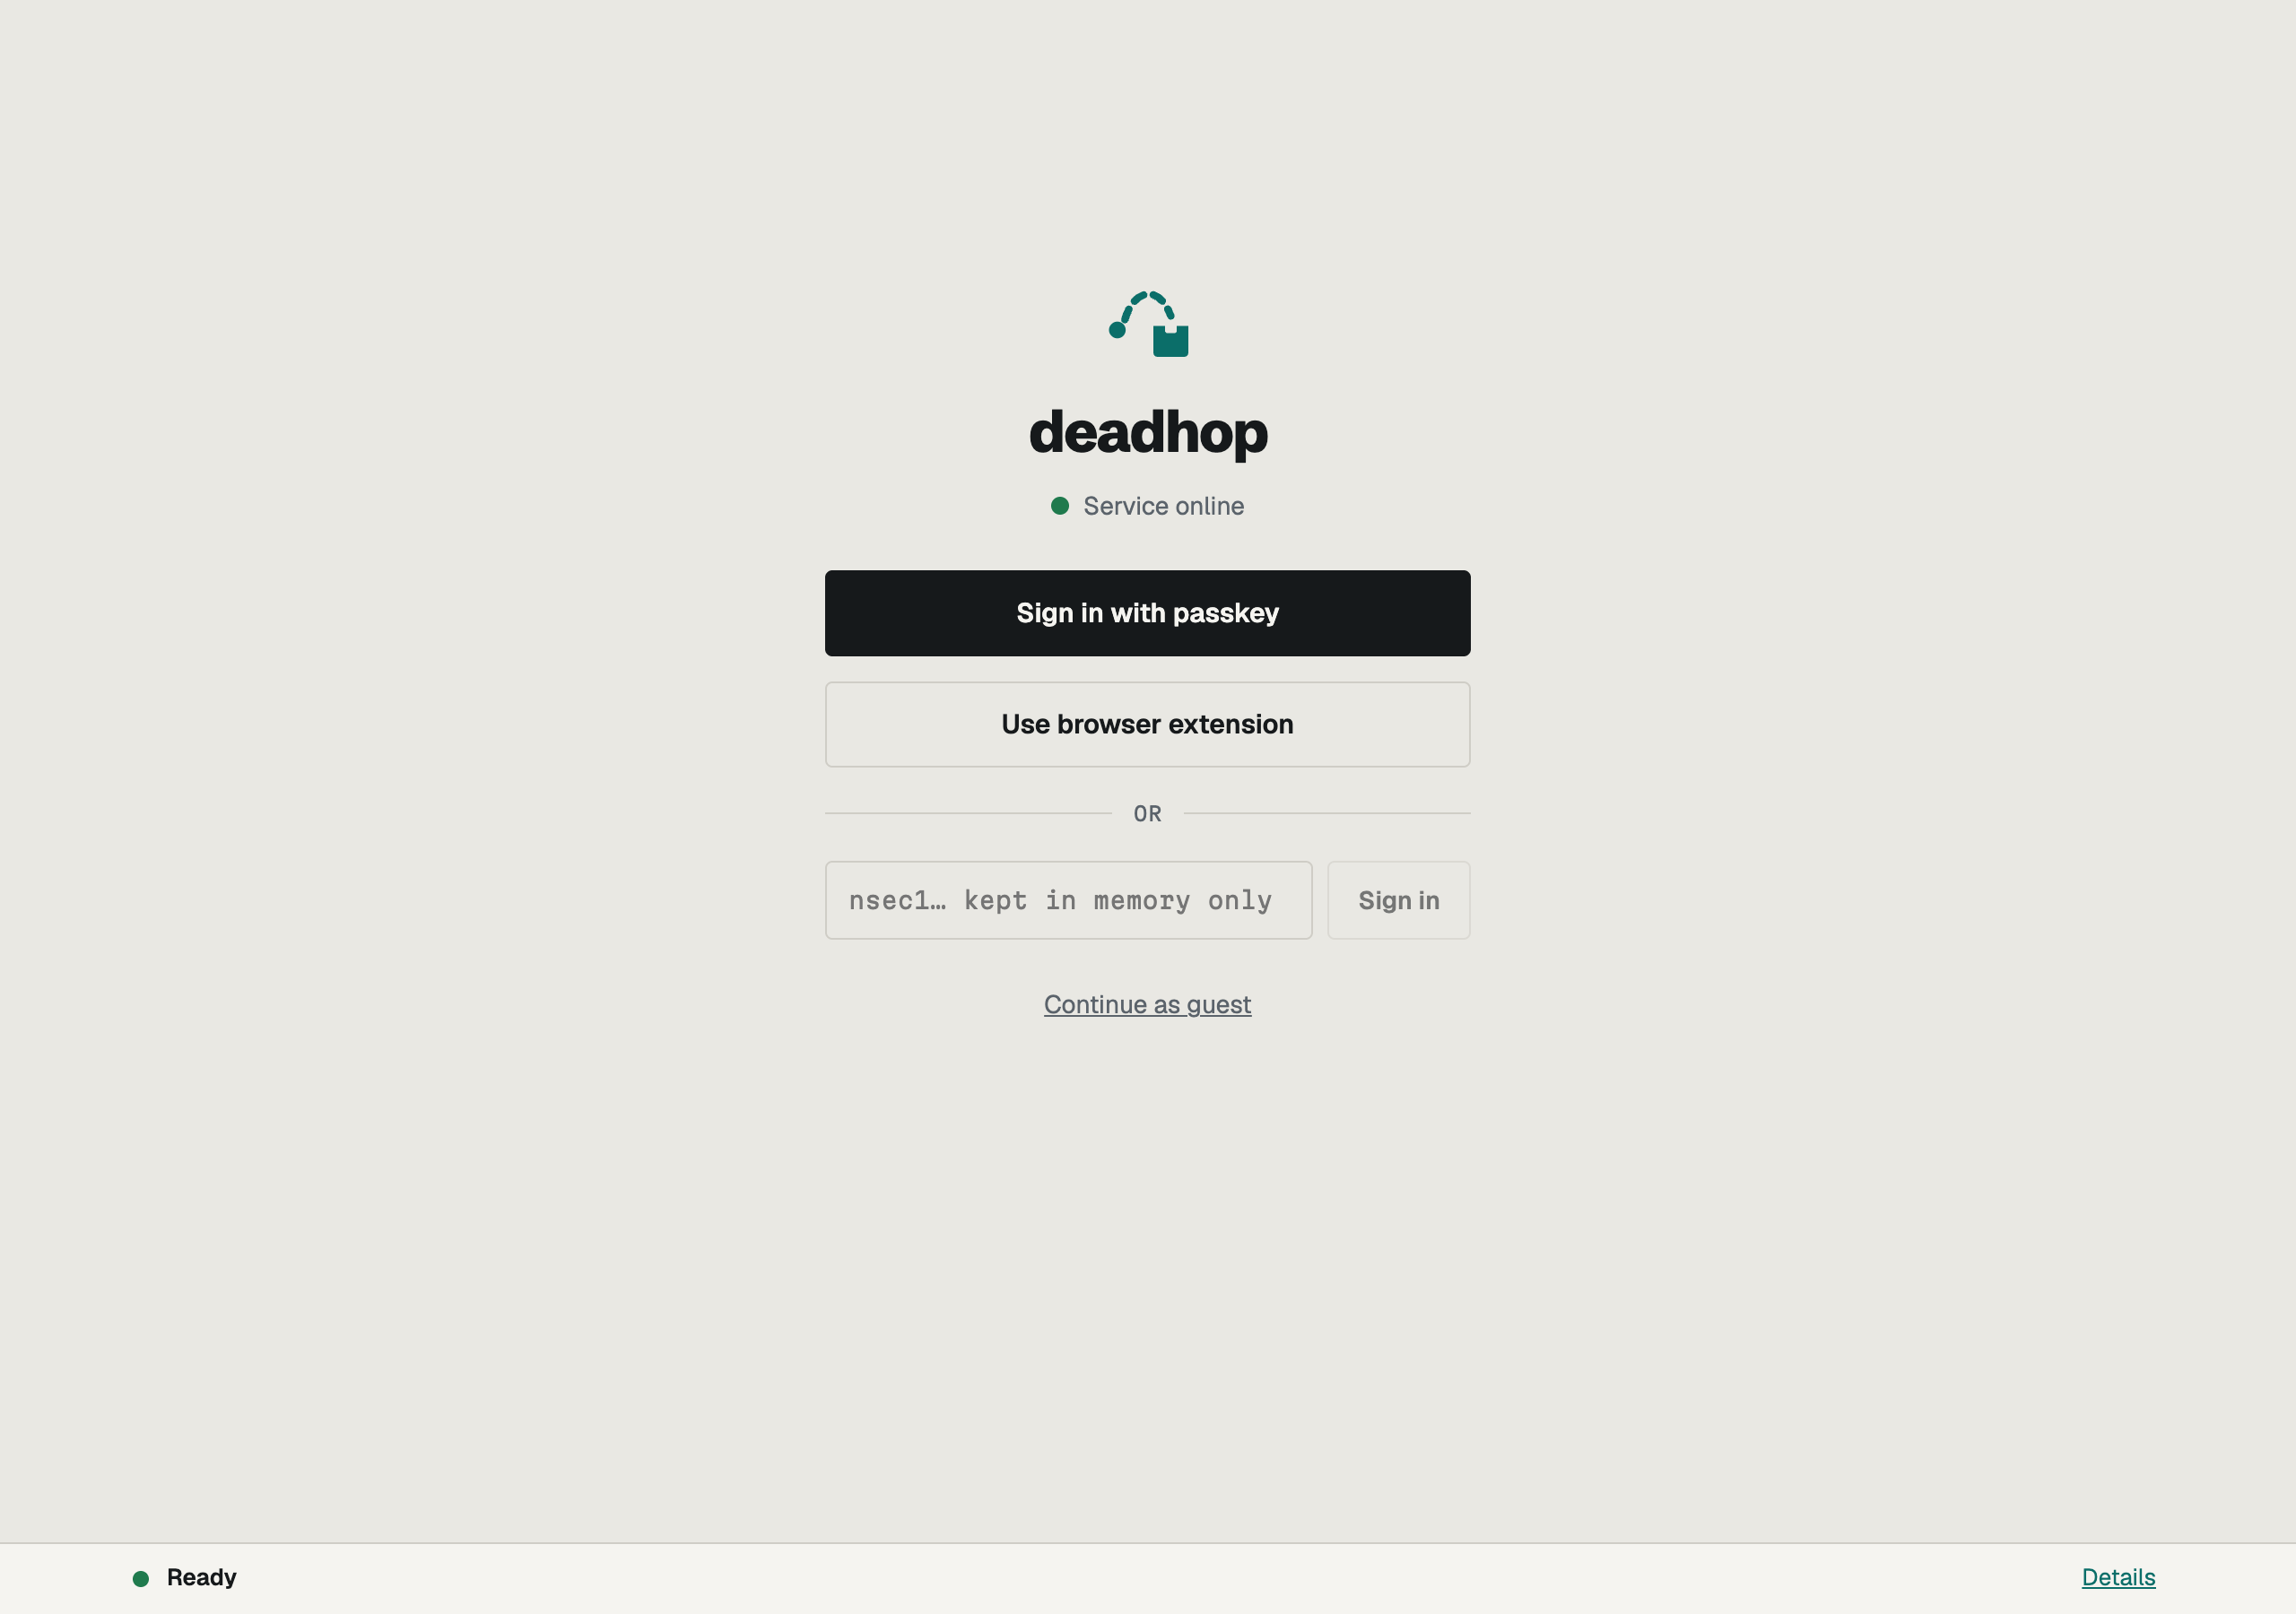 deadhop
Service online
Sign in with passkey
Use browser extension
OR
nsec1… kept in memory only
Sign in
Continue as guest
Ready
Details